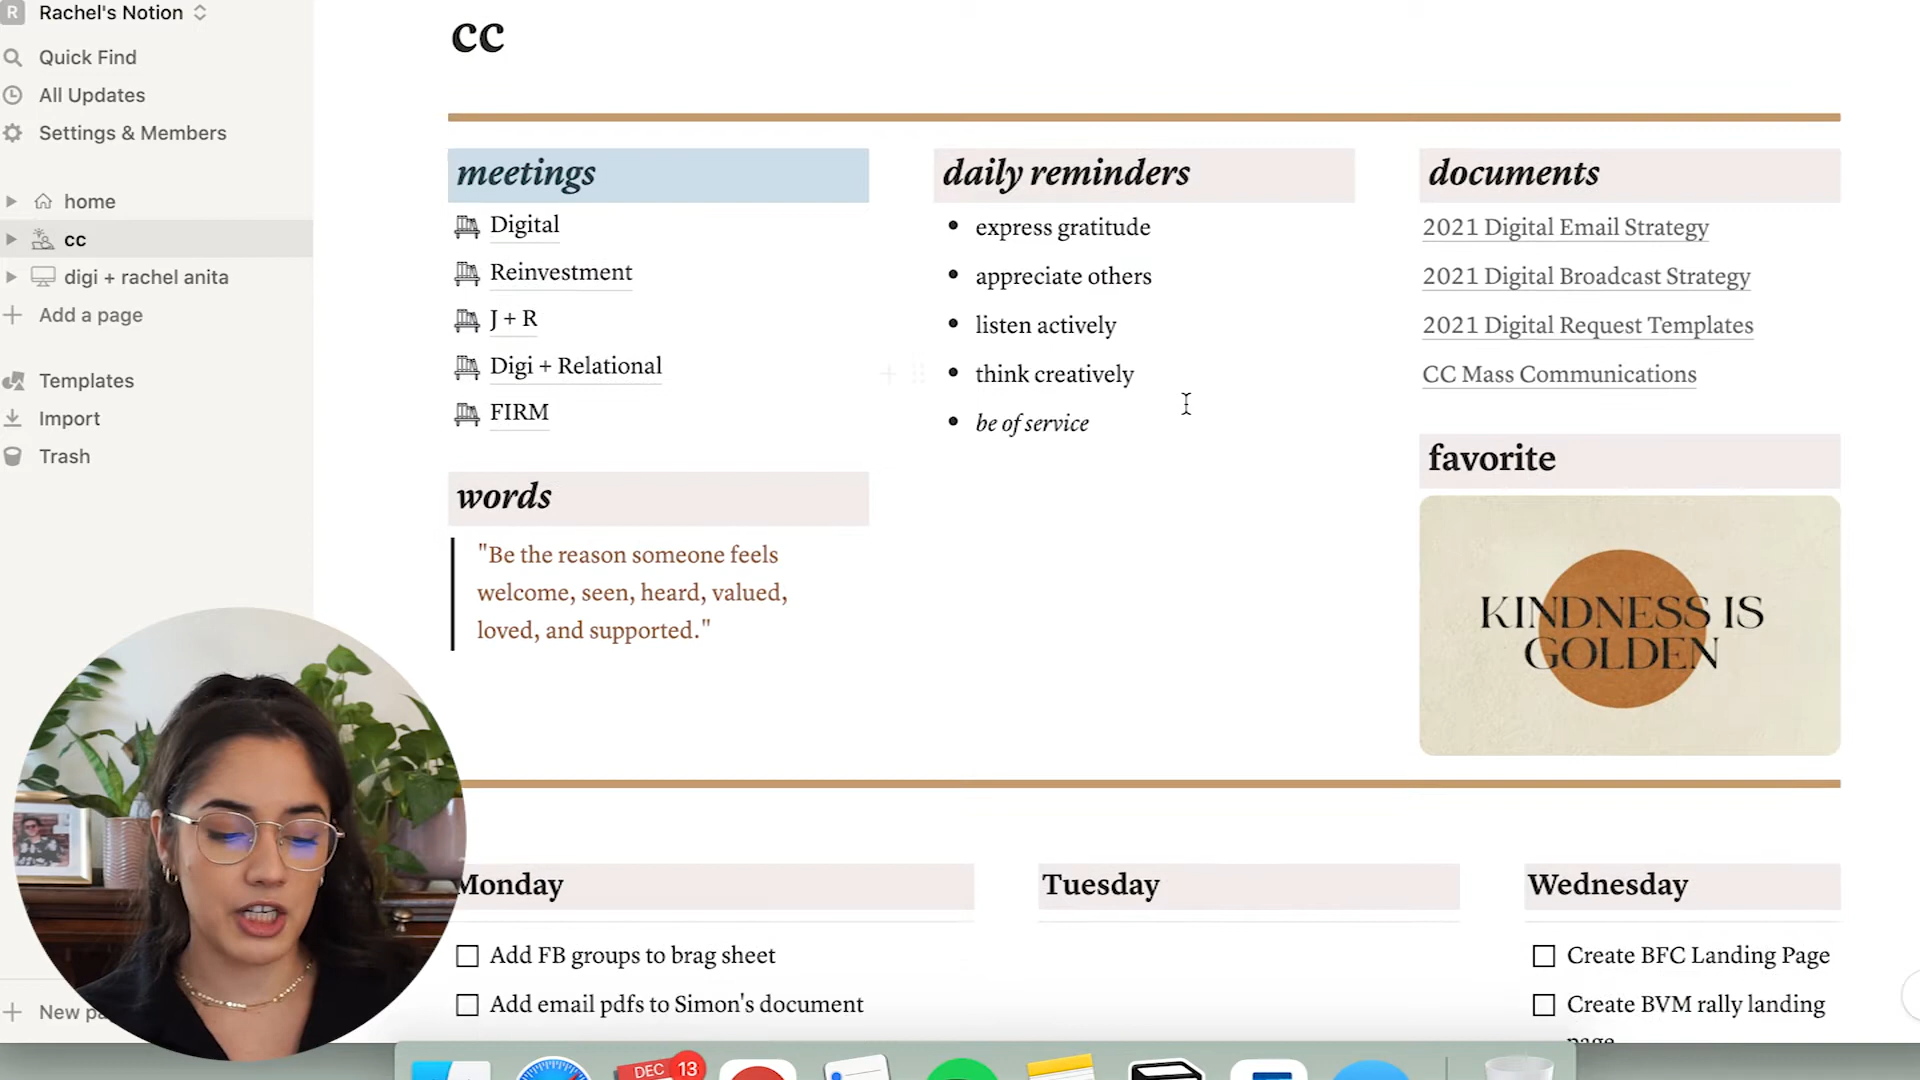 Rachel's Notion
Quick Find
All Updates
Settings & Members
home
cc
digi + rachel anita
Add a page
Templates
Import
Trash
cc
meetings
Digital
Reinvestment
J + R
Digi + Relational
FIRM
words
"Be the reason someone feels
welcome, seen, heard, valued,
loved, and supported."
daily reminders
express gratitude
appreciate others
listen actively
think creatively
be of service
documents
2021 Digital Email Strategy
2021 Digital Broadcast Strategy
2021 Digital Request Templates
CC Mass Communications
favorite
KINDNESS IS
GOLDEN
Monday
Add FB groups to brag sheet
Add email pdfs to Simon's document
Tuesday
Wednesday
Create BFC Landing Page
Create BVM rally landing
page
New
DEC 13